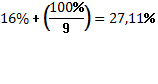 16% + (100%/9) = 27,11%